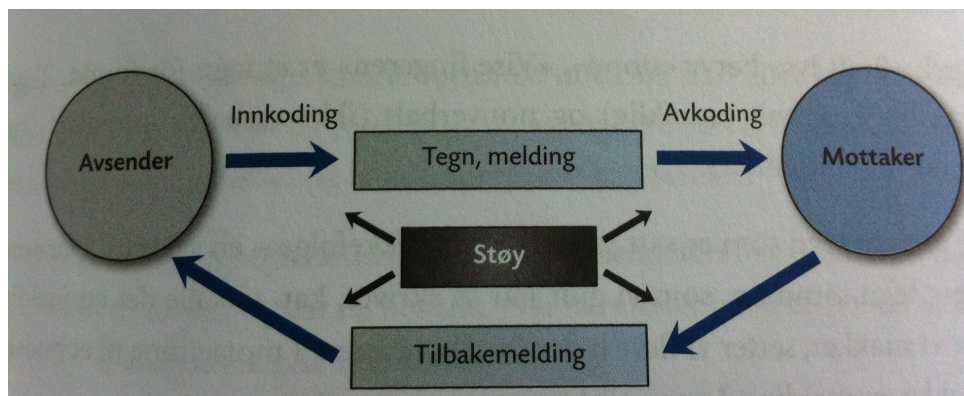 Innkoding
Avkoding
Avsender
Tegn, melding
Mottaker
Støy
Tilbakemelding